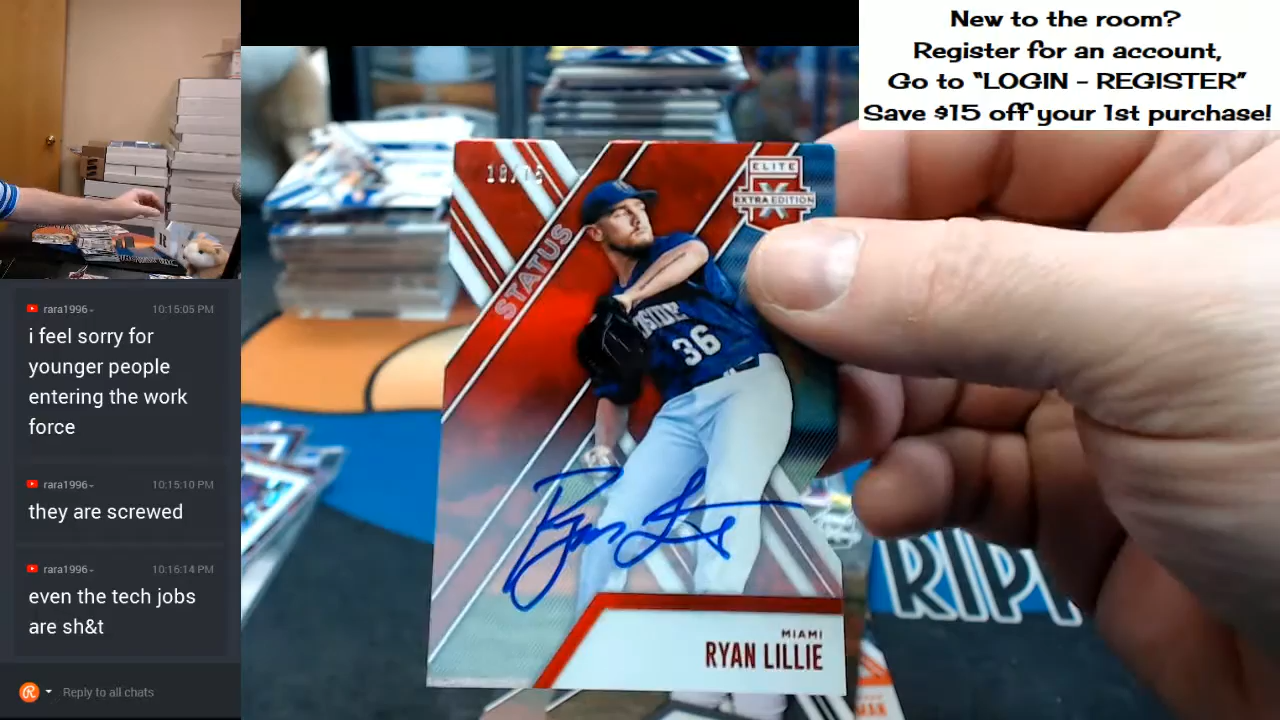 New to the room?
Register for an account,
Go to "LOGIN - REGISTER"
Save $15 off your 1st purchase!
rara1996
10:15:05 PM
i feel sorry for
younger people
entering the work
force
rara1996
10:15:10 PM
they are screwed
rara1996
10:16:14 PM
even the tech jobs
are sh&t
Reply to all chats
ELITE
X
EXTRA EDITION
STATUS
36
Ryan Lillie
MIAMI
RYAN LILLIE
RIP